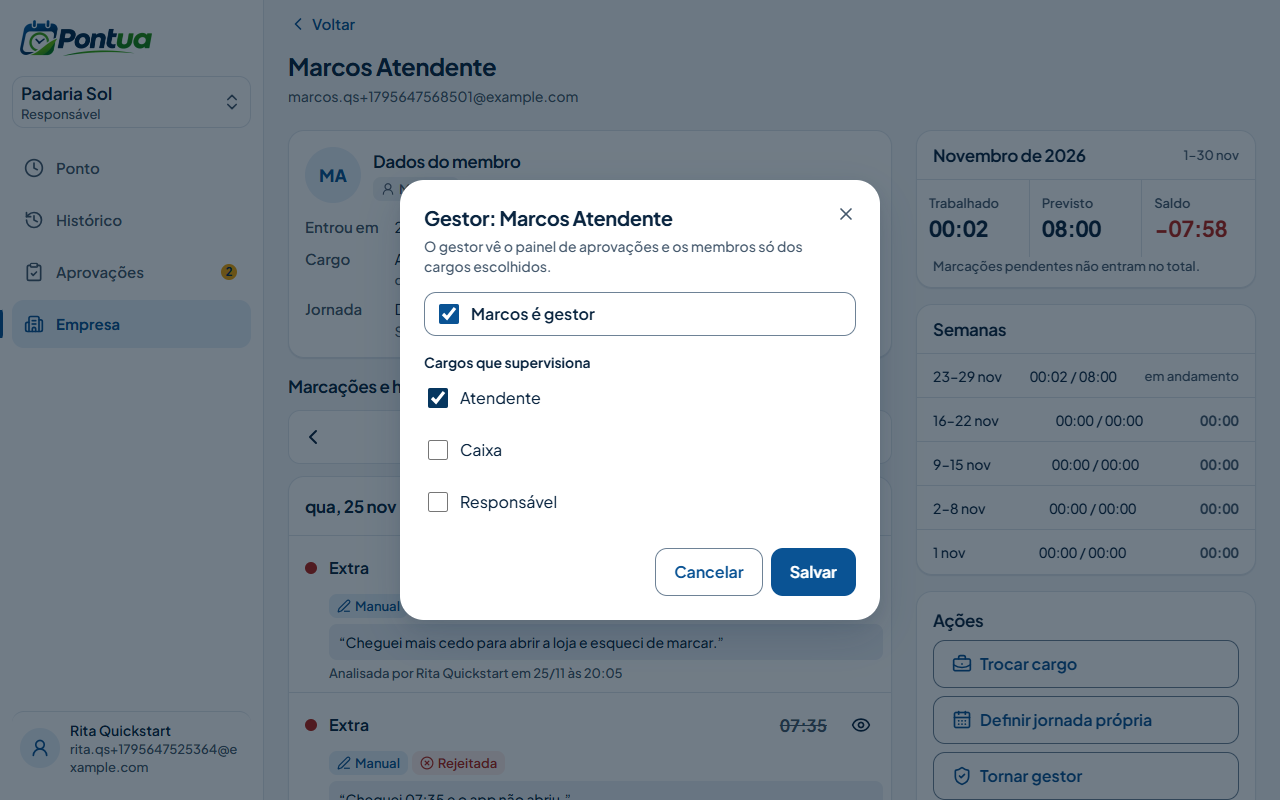 Pontua
Padaria Sol
Responsável
Ponto
Histórico
Aprovações
2
Empresa
Rita Quickstart
rita.qs+1795647525364@e
xample.com
Voltar
Marcos Atendente
marcos.qs+1795647568501@example.com
MA
Dados do membro
Entrou em
Cargo
Jornada
Marcações e h
qua, 25 nov
Extra
Manual
“Cheguei mais cedo para abrir a loja e esqueci de marcar.”
Analisada por Rita Quickstart em 25/11 às 20:05
Extra
07:35
Manual
Rejeitada
“Cheguei 07:35 e o app não abriu.”
Gestor: Marcos Atendente
O gestor vê o painel de aprovações e os membros só dos
cargos escolhidos.
Marcos é gestor
Cargos que supervisiona
Atendente
Caixa
Responsável
Cancelar
Salvar
Novembro de 2026
1–30 nov
Trabalhado
Previsto
Saldo
00:02
08:00
−07:58
Marcações pendentes não entram no total.
Semanas
23–29 nov 00:02 / 08:00 em andamento
16–22 nov 00:00 / 00:00 00:00
9–15 nov 00:00 / 00:00 00:00
2–8 nov 00:00 / 00:00 00:00
1 nov 00:00 / 00:00 00:00
Ações
Trocar cargo
Definir jornada própria
Tornar gestor